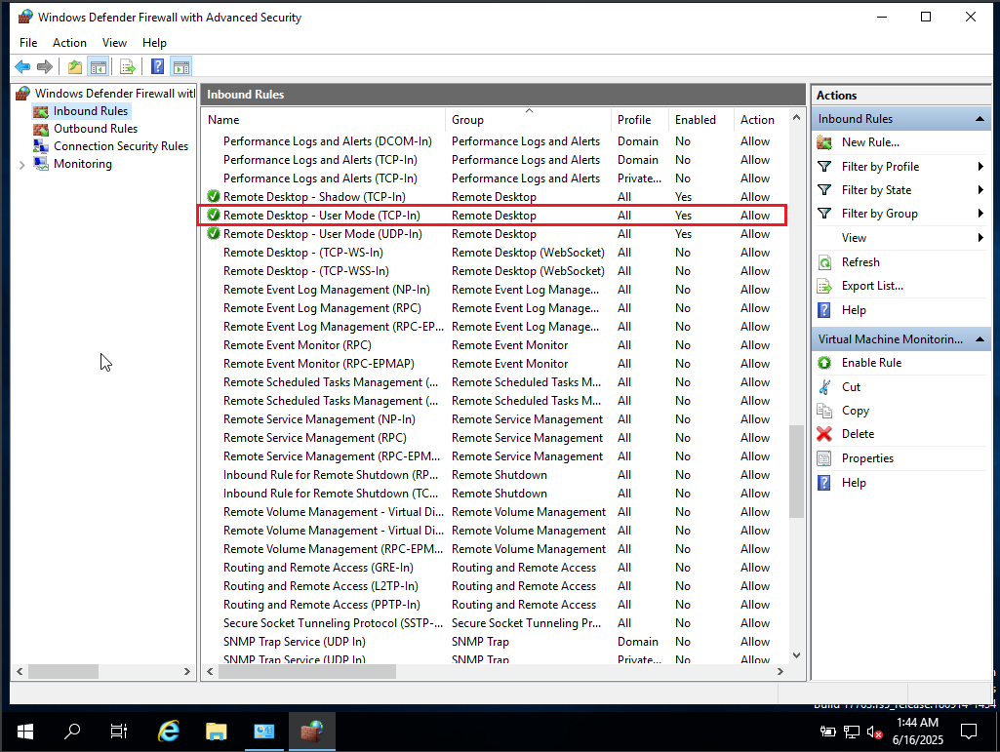 Windows Defender Firewall with Advanced Security
File Action View Help
Windows Defender Firewall wit
Inbound Rules
Outbound Rules
Connection Security Rules
Monitoring
Inbound Rules
Name Group Profile Enabled Action
Performance Logs and Alerts (DCOM-In) Performance Logs and Alerts Domain No Allow
Performance Logs and Alerts (TCP-In) Performance Logs and Alerts Domain No Allow
Performance Logs and Alerts (TCP-In) Performance Logs and Alerts Private... No Allow
Remote Desktop - Shadow (TCP-In) Remote Desktop All Yes Allow
Remote Desktop - User Mode (TCP-In) Remote Desktop All Yes Allow
Remote Desktop - User Mode (UDP-In) Remote Desktop All Yes Allow
Remote Desktop - (TCP-WS-In) Remote Desktop (WebSocket) All No Allow
Remote Desktop - (TCP-WSS-In) Remote Desktop (WebSocket) All No Allow
Remote Event Log Management (NP-In) Remote Event Log Manage... All No Allow
Remote Event Log Management (RPC) Remote Event Log Manage... All No Allow
Remote Event Log Management (RPC-EP... Remote Event Log Manage... All No Allow
Remote Event Monitor (RPC) Remote Event Monitor All No Allow
Remote Event Monitor (RPC-EPMAP) Remote Event Monitor All No Allow
Remote Scheduled Tasks Management (... Remote Scheduled Tasks M... All No Allow
Remote Scheduled Tasks Management (... Remote Scheduled Tasks M... All No Allow
Remote Service Management (NP-In) Remote Service Management All No Allow
Remote Service Management (RPC) Remote Service Management All No Allow
Remote Service Management (RPC-EPM... Remote Service Management All No Allow
Inbound Rule for Remote Shutdown (RP... Remote Shutdown All No Allow
Inbound Rule for Remote Shutdown (TC... Remote Shutdown All No Allow
Remote Volume Management - Virtual Di... Remote Volume Management All No Allow
Remote Volume Management - Virtual Di... Remote Volume Management All No Allow
Remote Volume Management (RPC-EPM... Remote Volume Management All No Allow
Routing and Remote Access (GRE-In) Routing and Remote Access All No Allow
Routing and Remote Access (L2TP-In) Routing and Remote Access All No Allow
Routing and Remote Access (PPTP-In) Routing and Remote Access All No Allow
Secure Socket Tunneling Protocol (SSTP-... Secure Socket Tunneling Pr... All No Allow
SNMP Trap Service (UDP In) SNMP Trap Domain No Allow
SNMP Trap Service (UDP In) SNMP Trap Private... No Allow
Actions
Inbound Rules
New Rule...
Filter by Profile
Filter by State
Filter by Group
View
Refresh
Export List...
Help
Virtual Machine Monitorin...
Enable Rule
Cut
Copy
Delete
Properties
Help
1:44 AM
6/16/2025